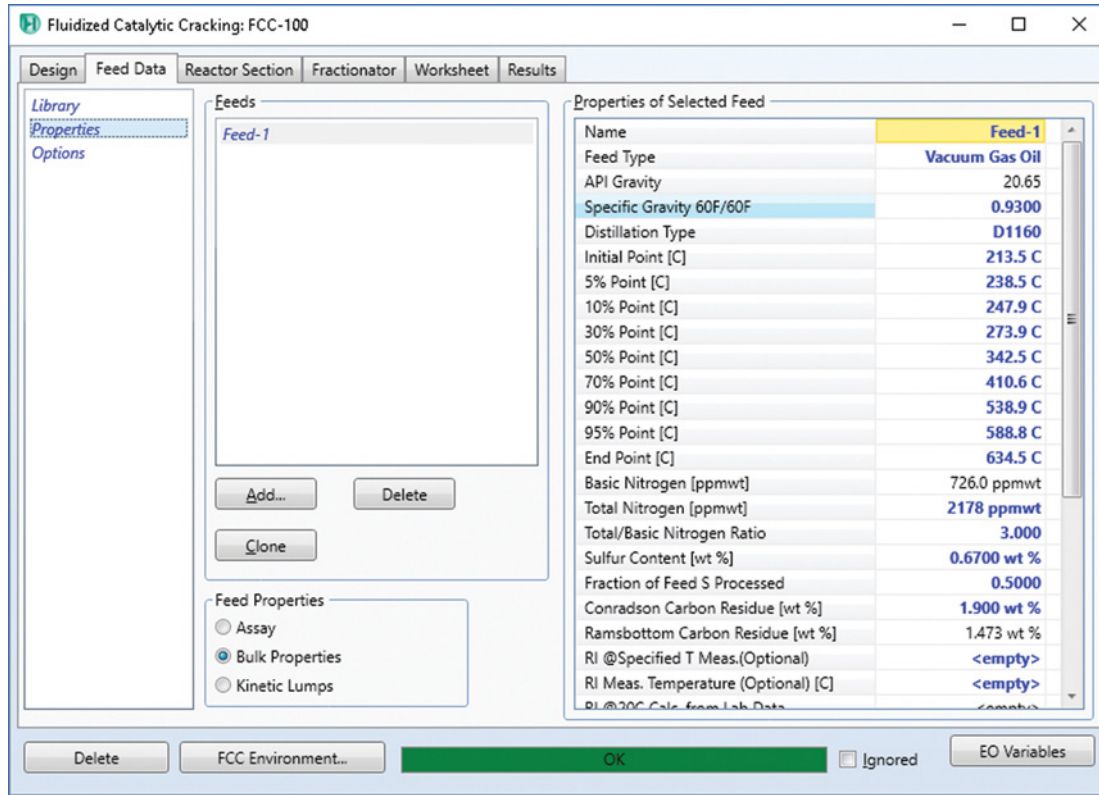 Fluidized Catalytic Cracking: FCC-100
Design Feed Data Reactor Section Fractionator Worksheet Results
Library
Properties
Options
Feeds
Feed-1
Add...
Delete
Clone
Feed Properties
Assay
Bulk Properties
Kinetic Lumps
Properties of Selected Feed
Name Feed-1
Feed Type Vacuum Gas Oil
API Gravity 20.65
Specific Gravity 60F/60F 0.9300
Distillation Type D1160
Initial Point [C] 213.5 C
5% Point [C] 238.5 C
10% Point [C] 247.9 C
30% Point [C] 273.9 C
50% Point [C] 342.5 C
70% Point [C] 410.6 C
90% Point [C] 538.9 C
95% Point [C] 588.8 C
End Point [C] 634.5 C
Basic Nitrogen [ppmwt] 726.0 ppmwt
Total Nitrogen [ppmwt] 2178 ppmwt
Total/Basic Nitrogen Ratio 3.000
Sulfur Content [wt %] 0.6700 wt %
Fraction of Feed S Processed 0.5000
Conradson Carbon Residue [wt %] 1.900 wt %
Ramsbottom Carbon Residue [wt %] 1.473 wt %
RI @Specified T Meas.(Optional) <empty>
RI Meas. Temperature (Optional) [C] <empty>
RI @20C Calc. from Lab Data <empty>
Delete FCC Environment... OK Ignored EO Variables